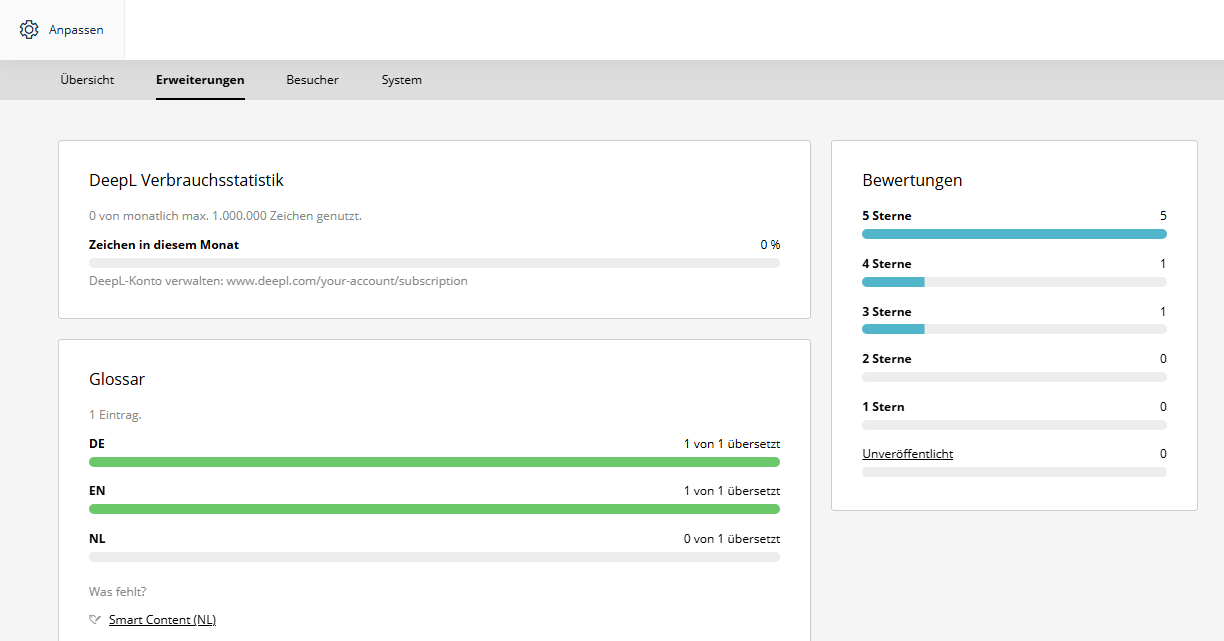 Anpassen
Übersicht Erweiterungen Besucher System
DeepL Verbrauchsstatistik
0 von monatlich max. 1.000.000 Zeichen genutzt.
Zeichen in diesem Monat 0 %
DeepL-Konto verwalten: www.deepl.com/your-account/subscription
Glossar
1 Eintrag.
DE 1 von 1 übersetzt
EN 1 von 1 übersetzt
NL 0 von 1 übersetzt
Was fehlt?
Smart Content (NL)
Bewertungen
5 Sterne 5
4 Sterne 1
3 Sterne 1
2 Sterne 0
1 Stern 0
Unveröffentlicht 0